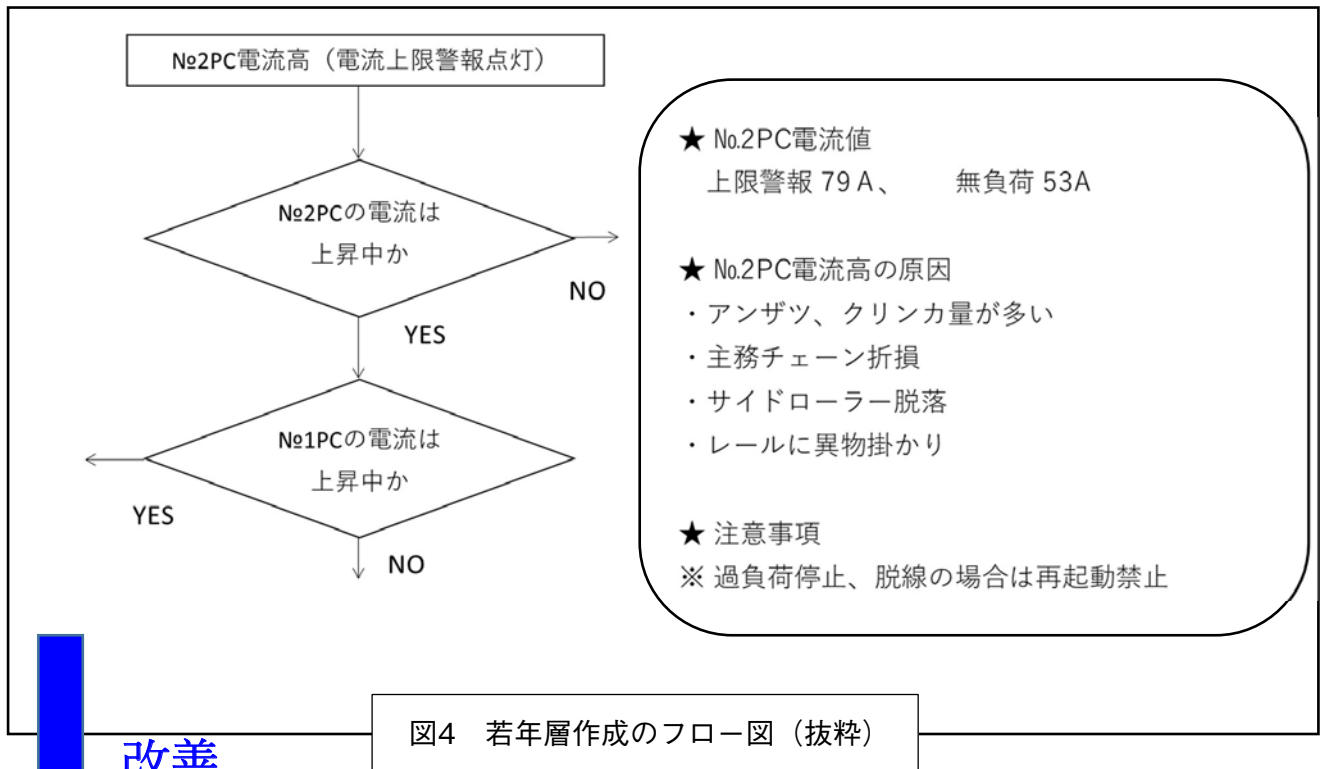 №2PC電流高（電流上限警報点灯）
№2PCの電流は
上昇中か
NO
YES
№1PCの電流は
上昇中か
YES
NO
★ №2PC電流値
上限警報 79 A、　無負荷 53A
★ №2PC電流高の原因
・アンザツ、クリンカ量が多い
・主務チェーン折損
・サイドローラー脱落
・レールに異物掛かり
★ 注意事項
※ 過負荷停止、脱線の場合は再起動禁止
図4　若年層作成のフロー図（抜粋）
改善